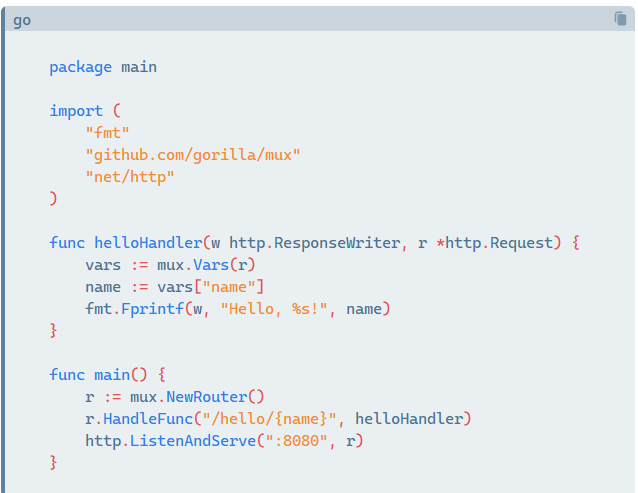 go
package main
import (
"fmt"
"github.com/gorilla/mux"
"net/http"
)
func helloHandler(w http.ResponseWriter, r *http.Request) {
vars := mux.Vars(r)
name := vars["name"]
fmt.Fprintf(w, "Hello, %s!", name)
}
func main() {
r := mux.NewRouter()
r.HandleFunc("/hello/{name}", helloHandler)
http.ListenAndServe(":8080", r)
}